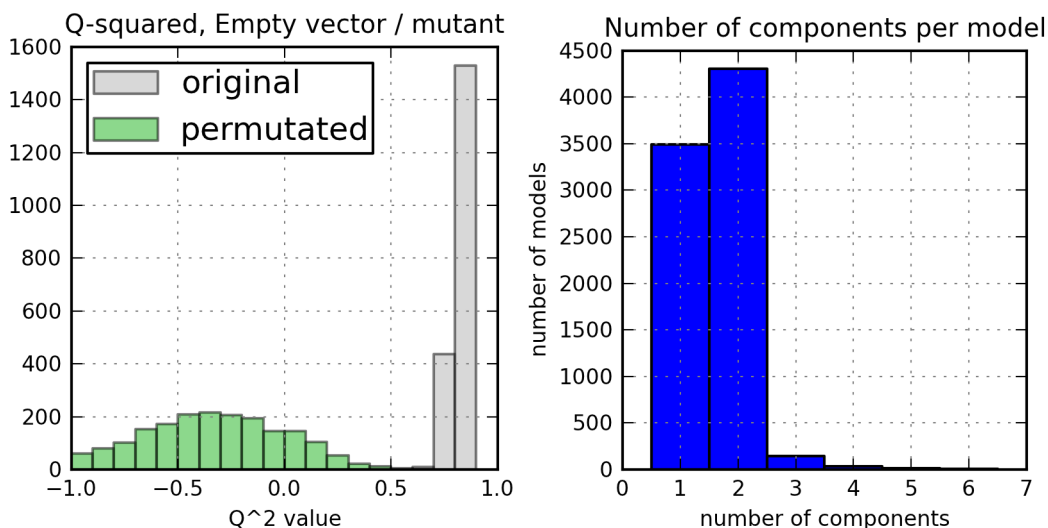 Q-squared, Empty vector / mutant
1600
1400
1200
1000
800
600
400
200
0
original
permutated
−1.0 −0.5 0.0 0.5 1.0
Q^2 value
Number of components per model
number of models
4500
4000
3500
3000
2500
2000
1500
1000
500
0
0 1 2 3 4 5 6 7
number of components